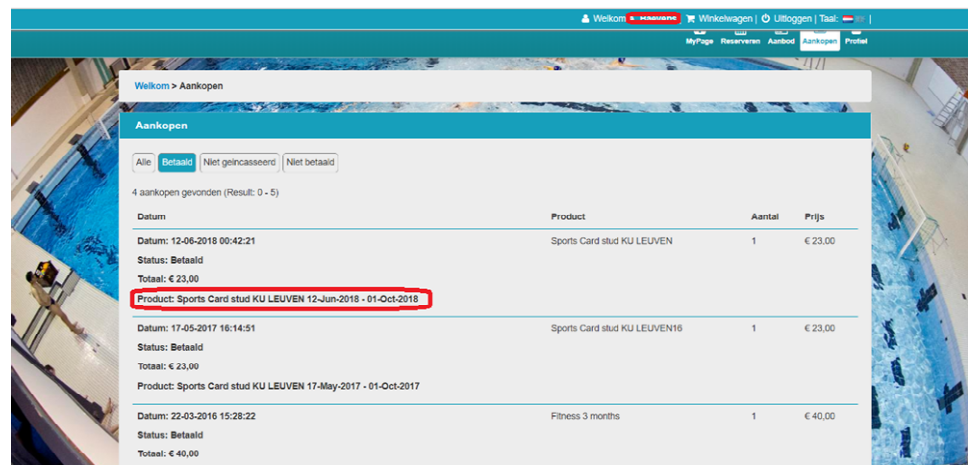 Welkom Winkelwagen | Uitloggen | Taal: |
MyPage Reserveren Aanbod Aankopen Profiel
Welkom > Aankopen
Aankopen
Alle Betaald Niet geincasseerd Niet betaald
4 aankopen gevonden (Result: 0 - 5)
Datum Product Aantal Prijs
Datum: 12-06-2018 00:42:21 Sports Card stud KU LEUVEN 1 € 23,00
Status: Betaald
Totaal: € 23,00
Product: Sports Card stud KU LEUVEN 12-Jun-2018 - 01-Oct-2018
Datum: 17-05-2017 16:14:51 Sports Card stud KU LEUVEN16 1 € 23,00
Status: Betaald
Totaal: € 23,00
Product: Sports Card stud KU LEUVEN 17-May-2017 - 01-Oct-2017
Datum: 22-03-2016 15:28:22 Fitness 3 months 1 € 40,00
Status: Betaald
Totaal: € 40,00